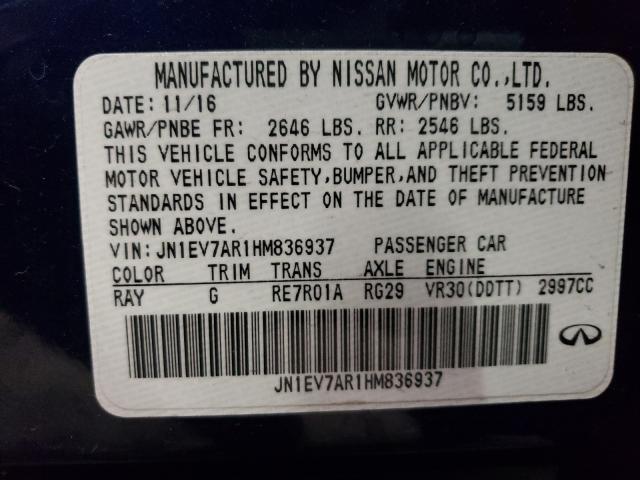 MANUFACTURED BY NISSAN MOTOR CO.,LTD.
DATE: 11/16 GVWR/PNBV: 5159 LBS.
GAWR/PNBE FR: 2646 LBS. RR: 2546 LBS.
THIS VEHICLE CONFORMS TO ALL APPLICABLE FEDERAL
MOTOR VEHICLE SAFETY,BUMPER,AND THEFT PREVENTION
STANDARDS IN EFFECT ON THE DATE OF MANUFACTURE
SHOWN ABOVE.
VIN:JN1EV7AR1HM836937 PASSENGER CAR
COLOR TRIM TRANS AXLE ENGINE
RAY G RE7R01A RG29 VR30(DDTT) 2997CC
JN1EV7AR1HM836937